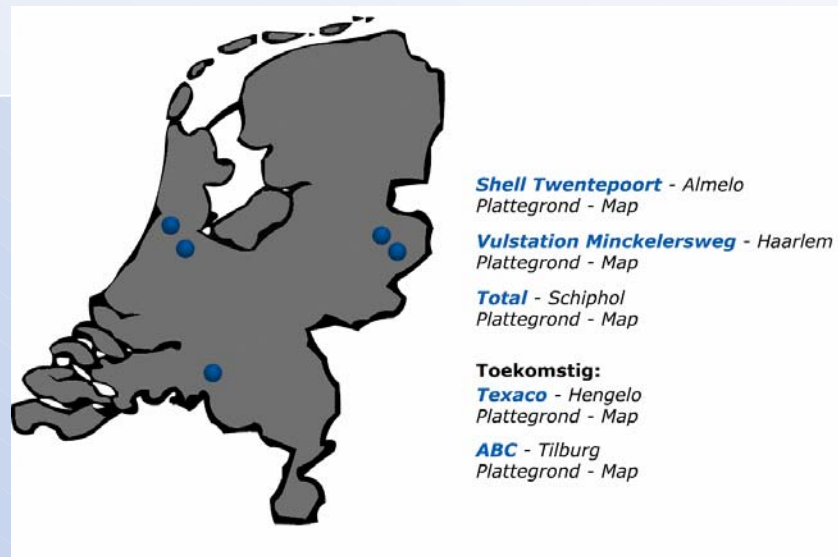 Shell Twentepoort - Almelo
Plattegrond - Map
Vulstation Minckelersweg - Haarlem
Plattegrond - Map
Total - Schiphol
Plattegrond - Map
Toekomstig:
Texaco - Hengelo
Plattegrond - Map
ABC - Tilburg
Plattegrond - Map